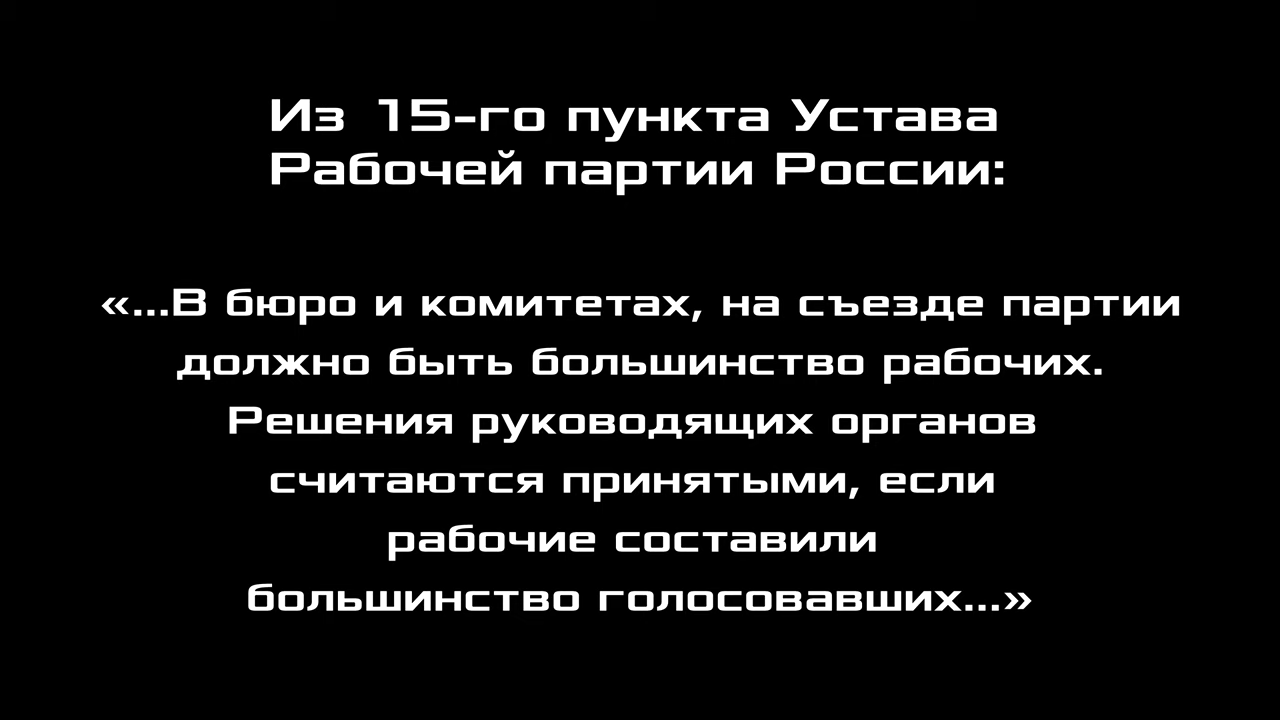 Из 15-го пункта Устава
Рабочей партии России:
«...В бюро и комитетах, на съезде партии
должно быть большинство рабочих.
Решения руководящих органов
считаются принятыми, если
рабочие составили
большинство голосовавших...»